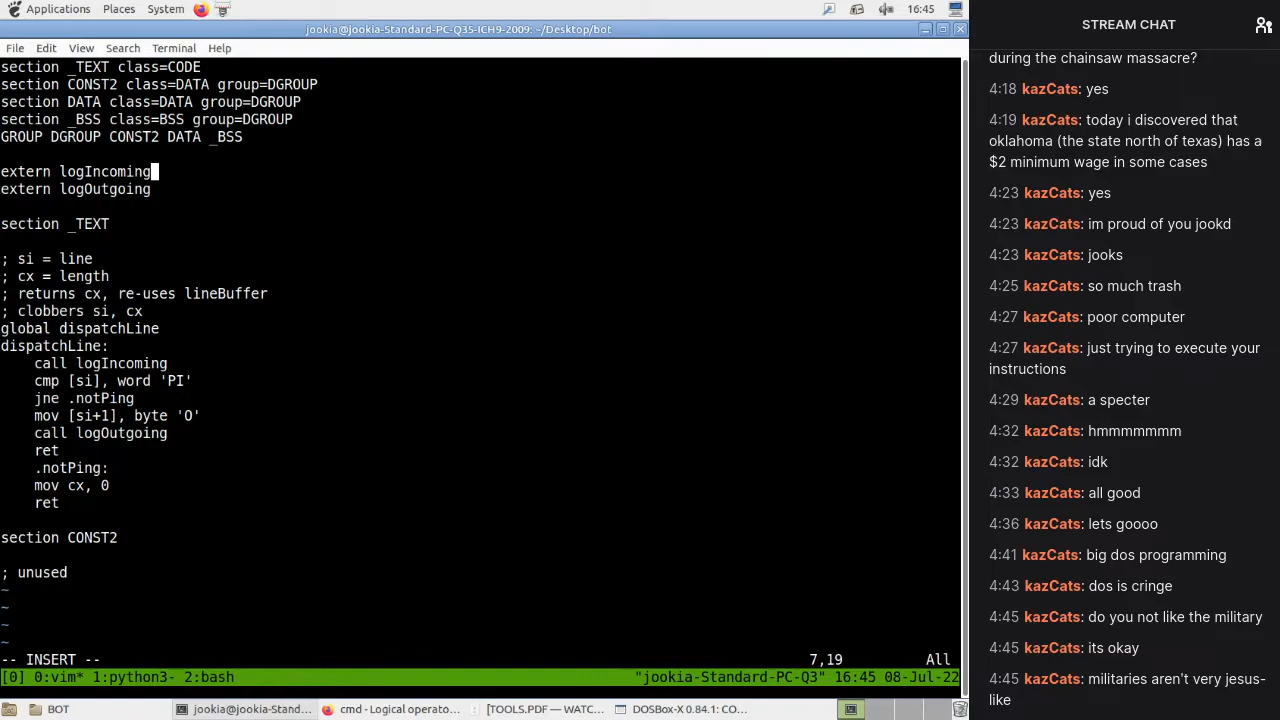 Applications Places System 16:45
jookia@jookia-Standard-PC-Q35-ICH9-2009: ~/Desktop/bot
File Edit View Search Terminal Help
section _TEXT class=CODE
section CONST2 class=DATA group=DGROUP
section DATA class=DATA group=DGROUP
section _BSS class=BSS group=DGROUP
GROUP DGROUP CONST2 DATA _BSS
extern logIncoming
extern logOutgoing
section _TEXT
; si = line
; cx = length
; returns cx, re-uses lineBuffer
; clobbers si, cx
global dispatchLine
dispatchLine:
call logIncoming
cmp [si], word 'PI'
jne .notPing
mov [si+1], byte 'O'
call logOutgoing
ret
.notPing:
mov cx, 0
ret
section CONST2
; unused
~
~
~
~
-- INSERT -- 7,19 All
[0] 0:vim* 1:python3- 2:bash "jookia-Standard-PC-Q3" 16:45 08-Jul-22
BOT jookia@jookia-Stand... cmd - Logical operato... [TOOLS.PDF — WATC... DOSBox-X 0.84.1: CO...
STREAM CHAT
during the chainsaw massacre?
4:18 kazCats: yes
4:19 kazCats: today i discovered that
oklahoma (the state north of texas) has a
$2 minimum wage in some cases
4:23 kazCats: yes
4:23 kazCats: im proud of you jookd
4:23 kazCats: jooks
4:25 kazCats: so much trash
4:27 kazCats: poor computer
4:27 kazCats: just trying to execute your
instructions
4:29 kazCats: a specter
4:32 kazCats: hmmmmmmm
4:32 kazCats: idk
4:33 kazCats: all good
4:36 kazCats: lets goooo
4:41 kazCats: big dos programming
4:43 kazCats: dos is cringe
4:45 kazCats: do you not like the military
4:45 kazCats: its okay
4:45 kazCats: militaries aren't very jesus-
like